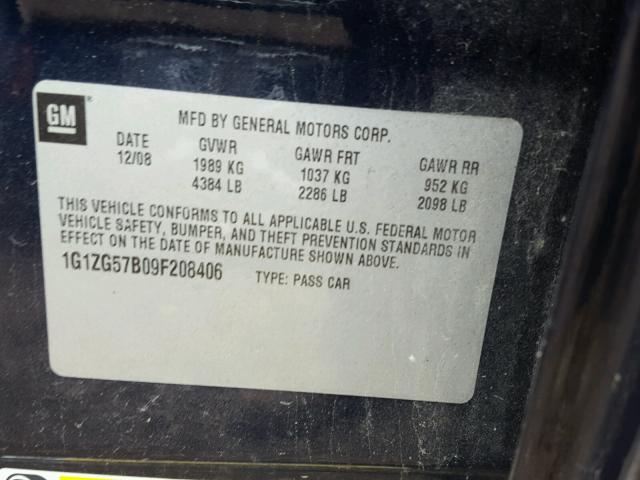 GM®
MFD BY GENERAL MOTORS CORP.
DATE GVWR GAWR FRT GAWR RR
12/08 1989 KG 1037 KG 952 KG
4384 LB 2286 LB 2098 LB
THIS VEHICLE CONFORMS TO ALL APPLICABLE U.S. FEDERAL MOTOR
VEHICLE SAFETY, BUMPER, AND THEFT PREVENTION STANDARDS IN
EFFECT ON THE DATE OF MANUFACTURE SHOWN ABOVE.
1G1ZG57B09F208406 TYPE: PASS CAR